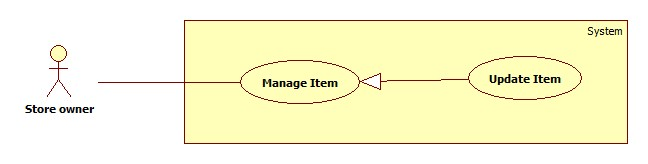 System
Manage Item
Update Item
Store owner